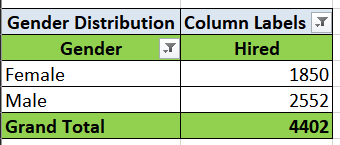 Gender Distribution Column Labels
Gender Hired
Female 1850
Male 2552
Grand Total 4402